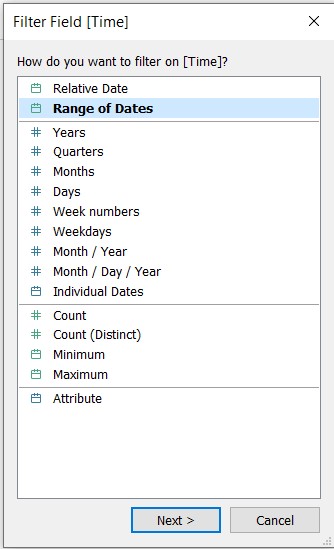 Filter Field [Time]
How do you want to filter on [Time]?
Relative Date
Range of Dates
Years
Quarters
Months
Days
Week numbers
Weekdays
Month / Year
Month / Day / Year
Individual Dates
Count
Count (Distinct)
Minimum
Maximum
Attribute
Next >
Cancel